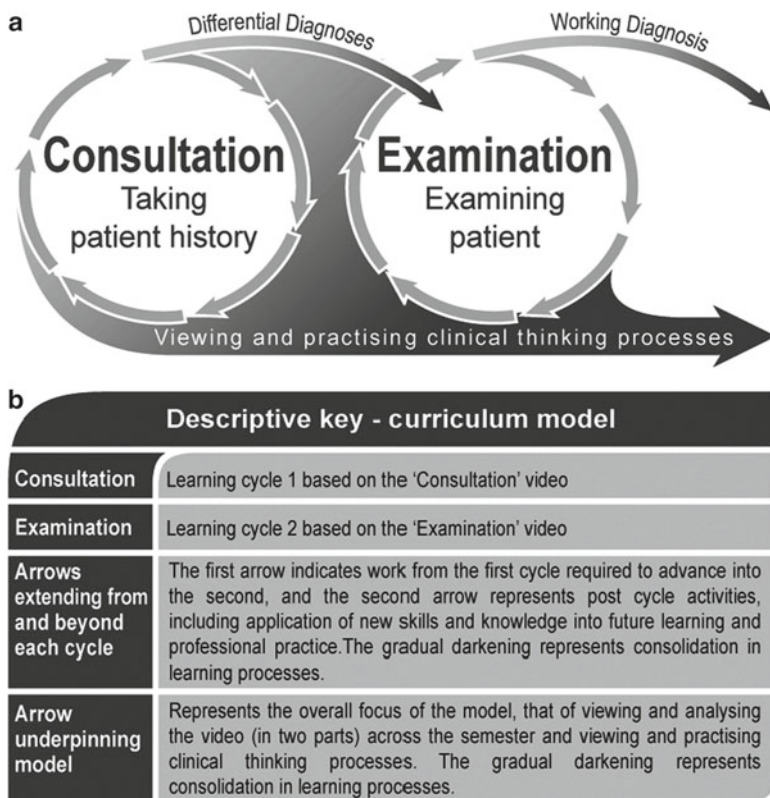 a
Differential Diagnoses
Working Diagnosis
Consultation
Taking
patient history
Examination
Examining
patient
Viewing and practising clinical thinking processes
b
Descriptive key - curriculum model
Consultation
Learning cycle 1 based on the ‘Consultation’ video
Examination
Learning cycle 2 based on the ‘Examination’ video
Arrows
extending from
and beyond
each cycle
The first arrow indicates work from the first cycle required to advance into
the second, and the second arrow represents post cycle activities,
including application of new skills and knowledge into future learning and
professional practice.The gradual darkening represents consolidation in
learning processes.
Arrow
underpinning
model
Represents the overall focus of the model, that of viewing and analysing
the video (in two parts) across the semester and viewing and practising
clinical thinking processes. The gradual darkening represents
consolidation in learning processes.